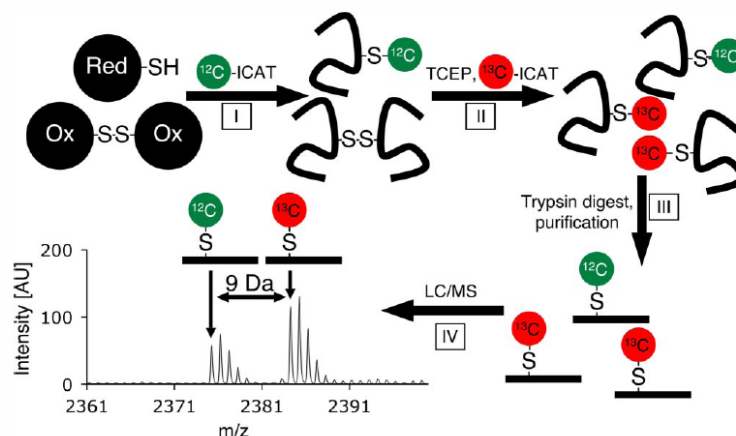 Red -SH
Ox -S-S- Ox
¹²C -ICAT
I
-S- ¹²C
-S-S-
TCEP, ¹³C -ICAT
II
-S- ¹²C
S- ¹³C
¹³C -S
Trypsin digest,
purification
III
¹²C
S
¹³C
S
¹³C
S
LC/MS
IV
¹²C
S
¹³C
S
9 Da
Intensity [AU]
200
100
0
2361
2371
2381
2391
m/z